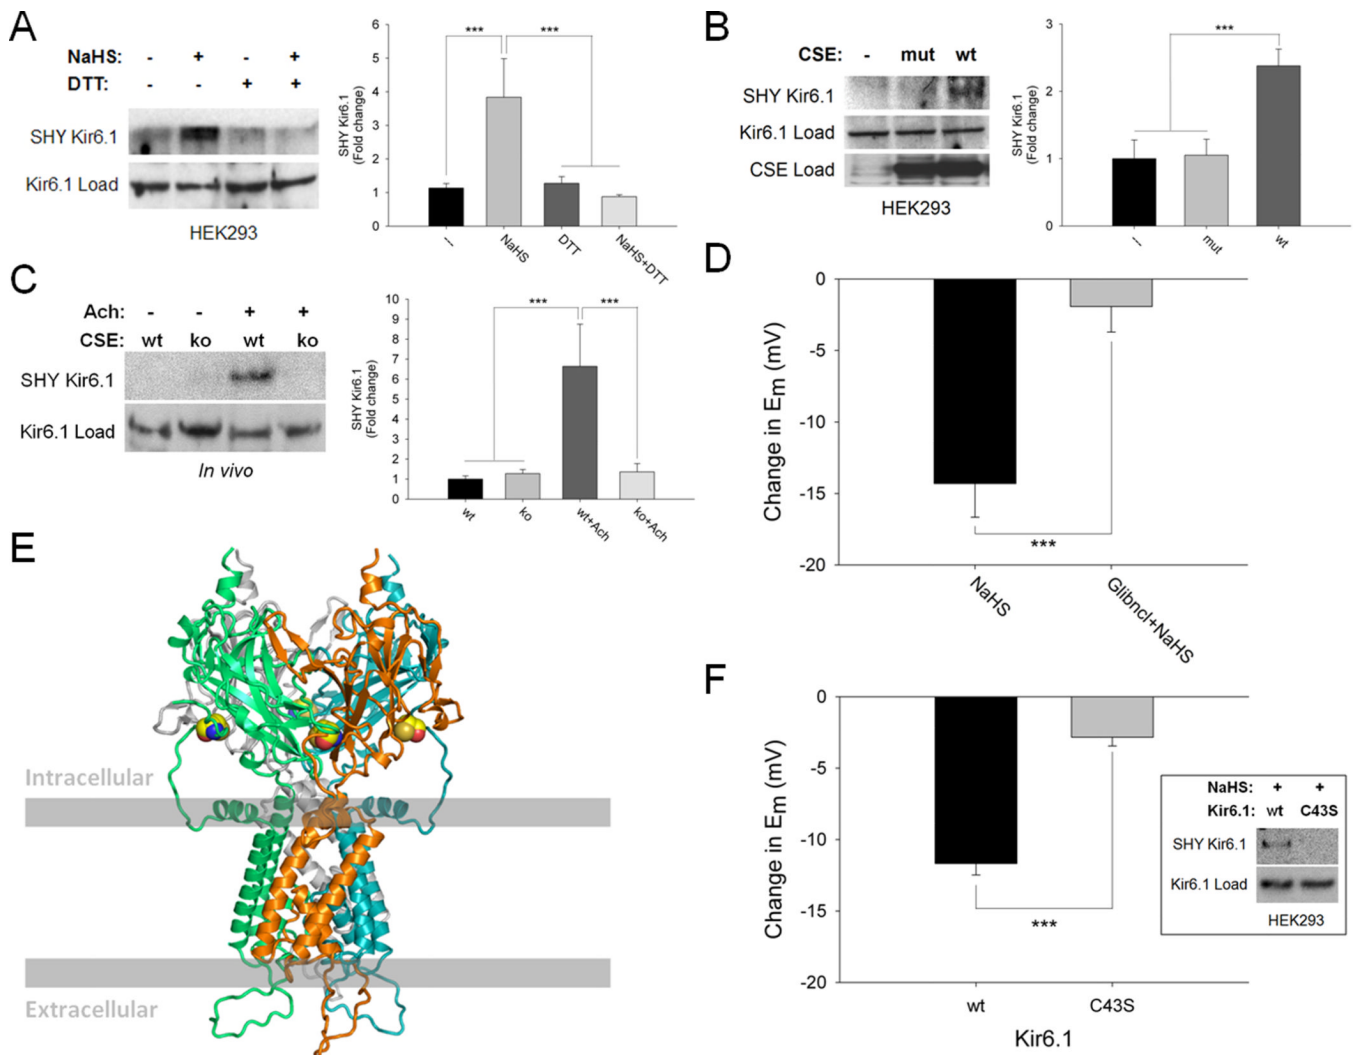 A
NaHS: - + - +
DTT: - - + +
SHY Kir6.1
Kir6.1 Load
HEK293
SHY Kir6.1
(Fold change)
6
5
4
3
2
1
0
*** ***
---
NaHS
DTT
NaHS+DTT
B
CSE: - mut wt
SHY Kir6.1
Kir6.1 Load
CSE Load
HEK293
SHY Kir6.1
(Fold change)
3
2
1
0
***
---
mut
wt
C
Ach: - - + +
CSE: wt ko wt ko
SHY Kir6.1
Kir6.1 Load
In vivo
SHY Kir6.1
(Fold change)
10
9
8
7
6
5
4
3
2
1
0
*** ***
wt
ko
wt+Ach
ko+Ach
D
Change in Em (mV)
0
-5
-10
-15
-20
***
NaHS
Glibncl+NaHS
E
Intracellular
Extracellular
F
Change in Em (mV)
0
-5
-10
-15
-20
***
wt
C43S
Kir6.1
NaHS: + +
Kir6.1: wt C43S
SHY Kir6.1
Kir6.1 Load
HEK293